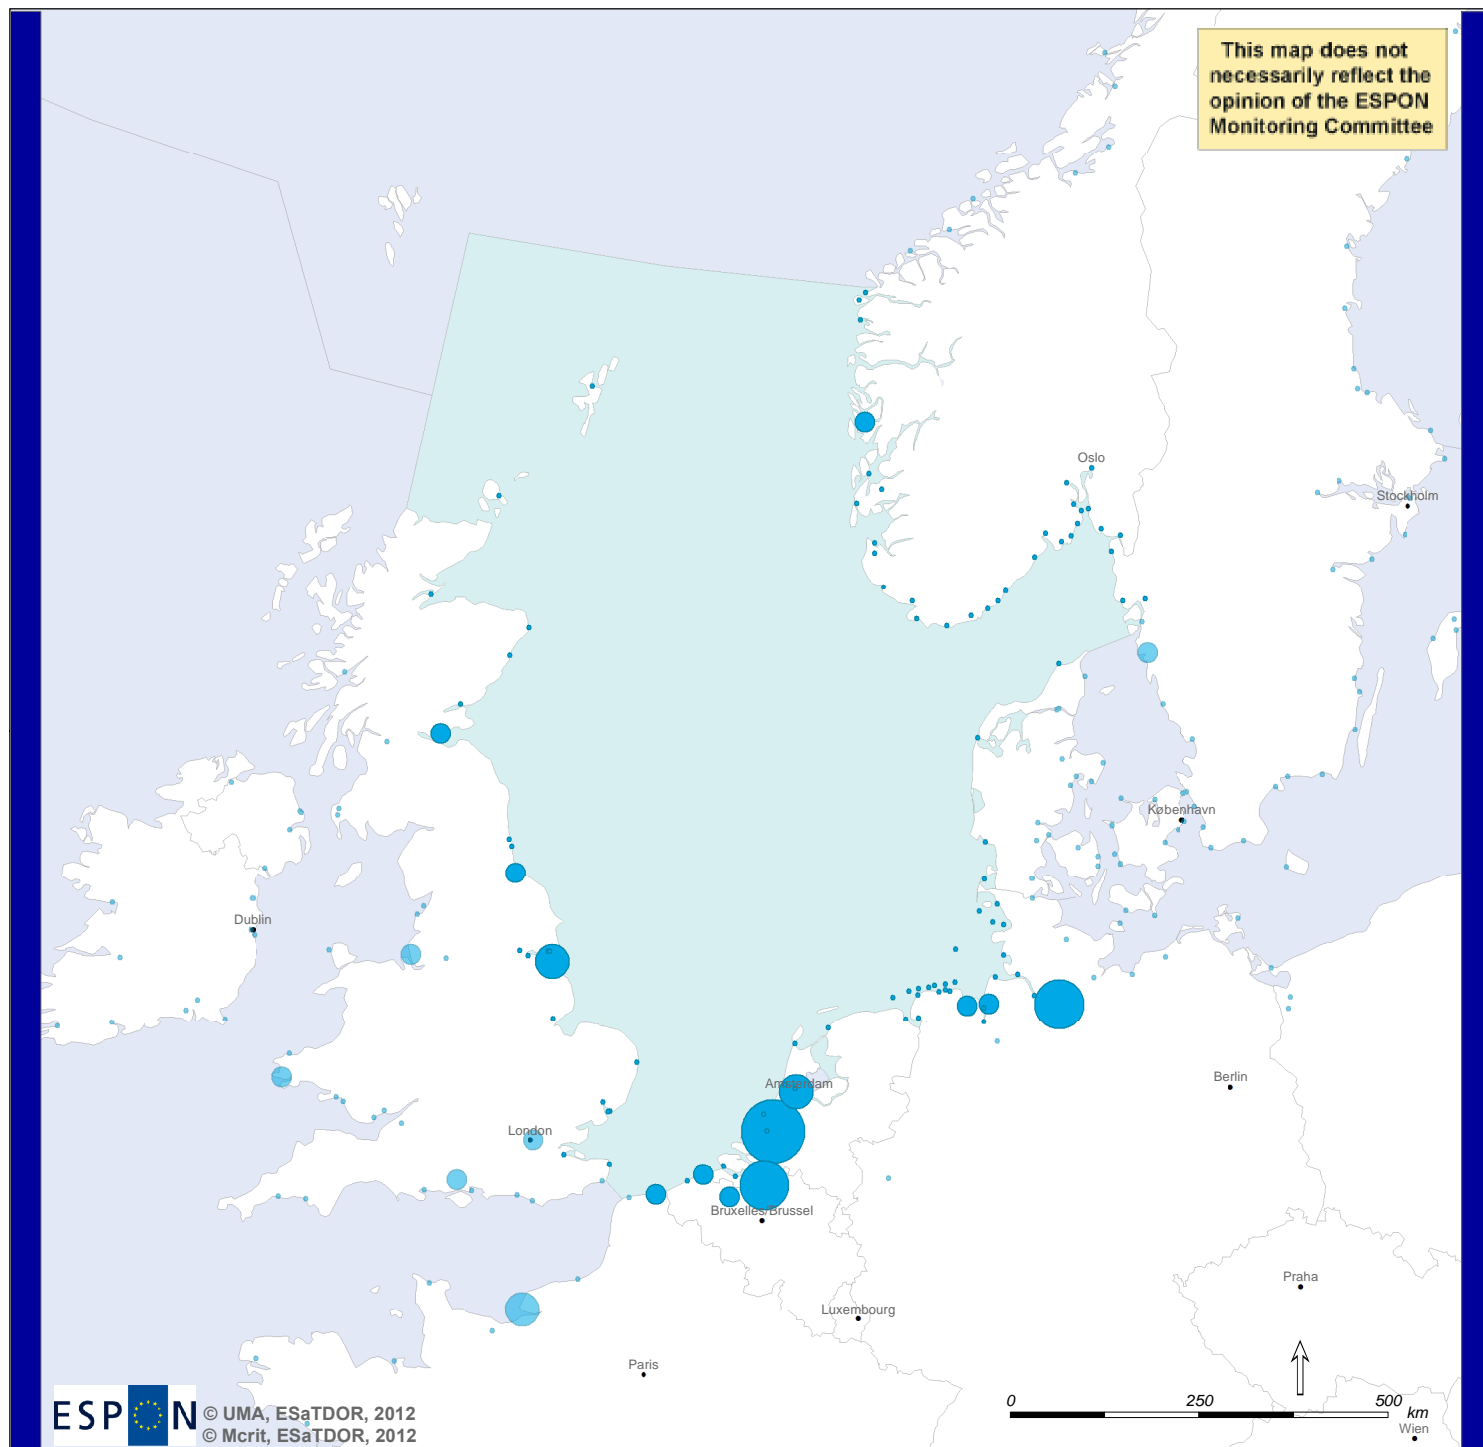 This map does not
necessarily reflect the
opinion of the ESPON
Monitoring Committee
Oslo
Stockholm
København
Dublin
Berlin
Amsterdam
London
Bruxelles/Brussel
Praha
Luxembourg
Paris
0 250 500
km
Wien
ESPON
© UMA, ESaTDOR, 2012
© Mcrit, ESaTDOR, 2012